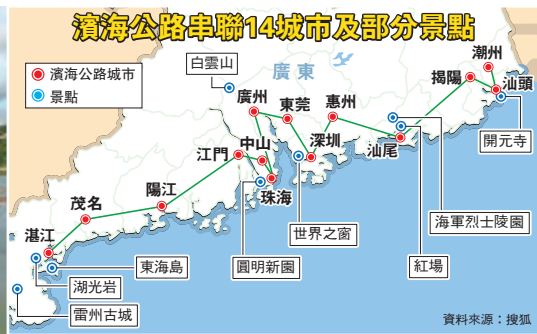 濱海公路串聯14城市及部分景點
濱海公路城市
景點
白雲山
廣東
潮州
揭陽
汕頭
開元寺
廣州
東莞
惠州
深圳
汕尾
中山
江門
珠海
陽江
茂名
湛江
海軍烈士陵園
世界之窗
紅場
圓明新園
東海島
湖光岩
雷州古城
資料來源：搜狐